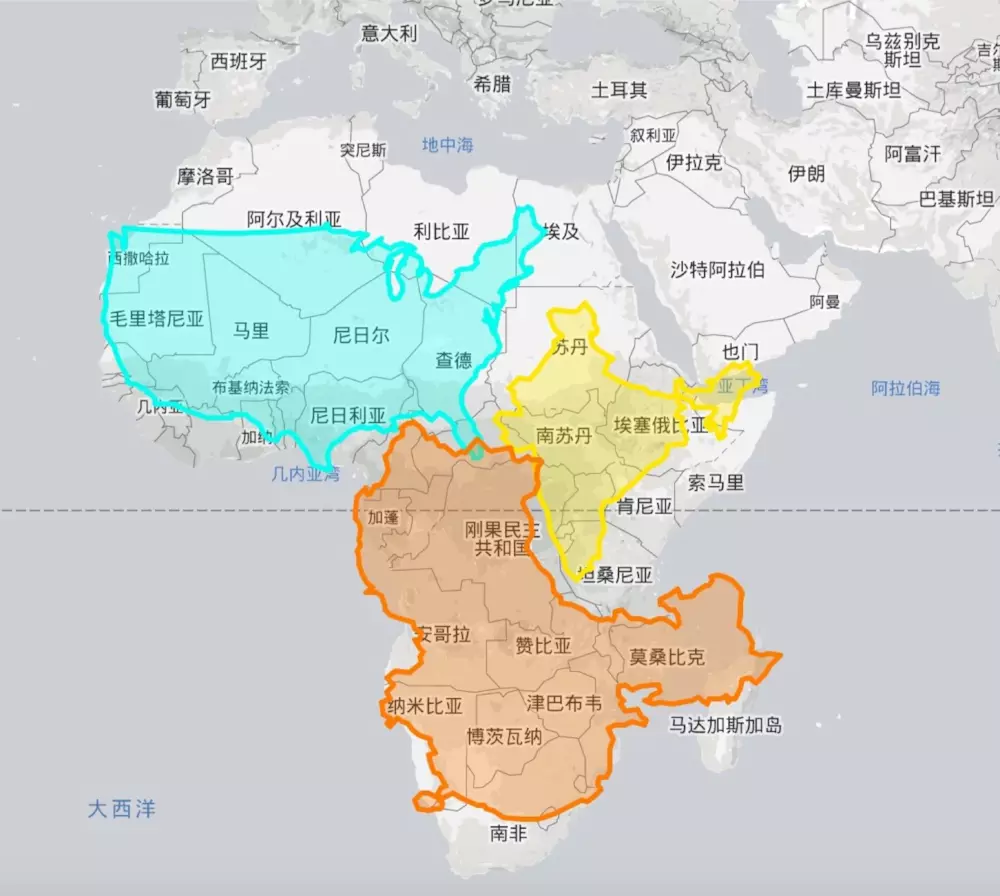 罗马尼亚
意大利
乌兹别克
斯坦
西班牙
希腊
土耳其
土库曼斯坦
葡萄牙
地中海
叙利亚
突尼斯
伊拉克
阿富汗
摩洛哥
伊朗
巴基斯坦
阿尔及利亚
利比亚
埃及
西撒哈拉
沙特阿拉伯
阿曼
毛里塔尼亚
马里
尼日尔
苏丹
也门
查德
布基纳法索
亚丁湾
阿拉伯海
几内亚
尼日利亚
埃塞俄比亚
加纳
南苏丹
几内亚湾
索马里
肯尼亚
加蓬
刚果民主
共和国
坦桑尼亚
安哥拉
赞比亚
莫桑比克
纳米比亚
津巴布韦
马达加斯加岛
博茨瓦纳
大西洋
南非